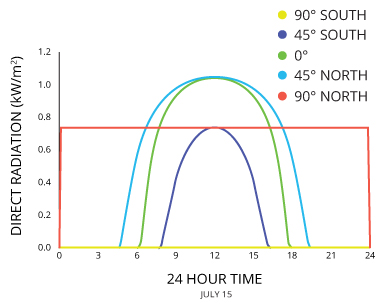 90° SOUTH
45° SOUTH
0°
45° NORTH
90° NORTH
DIRECT RADIATION (kW/m²)
1.2
1.0
0.8
0.6
0.4
0.2
0.0
0 3 6 9 12 15 18 21 24
24 HOUR TIME
JULY 15